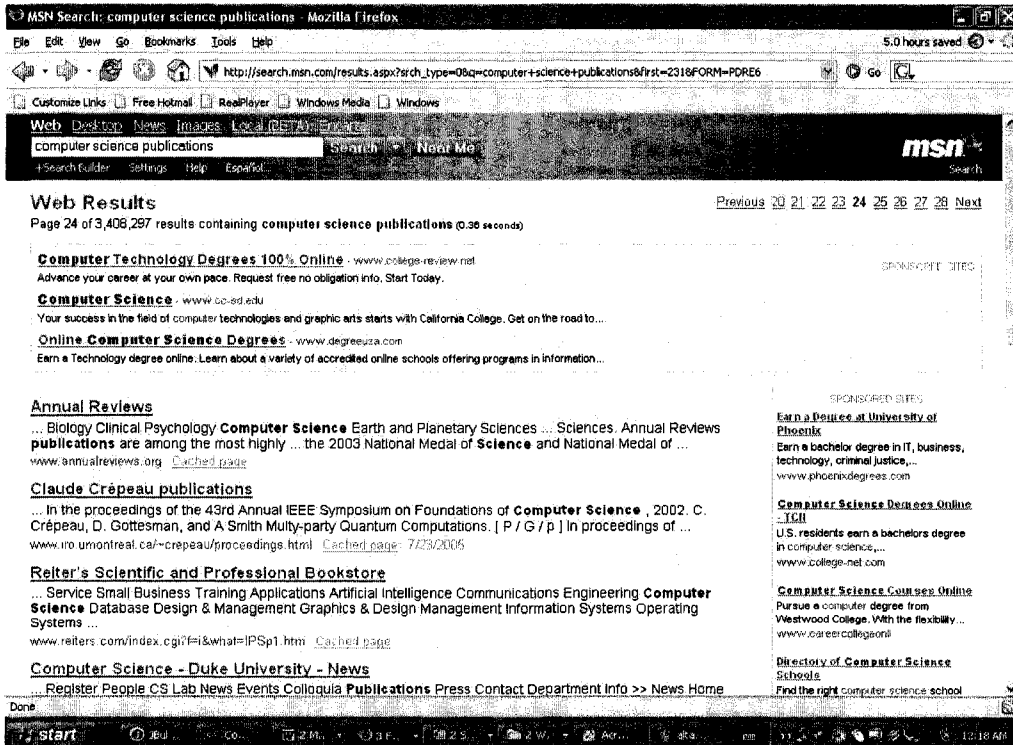 MSN Search: computer science publications - Mozilla Firefox
File Edit View Go Bookmarks Tools Help
5.0 hours saved
http://search.msn.com/results.aspx?srch_type=0&q=computer+science+publications&first=231&FORM=PDRE6
Go
Customize Links Free Hotmail RealPlayer Windows Media Windows
Web Desktop News Images Local (BETA) Encarta
computer science publications
Search Near Me
msn
Search
+Search Builder Settings Help Español...
Web Results
Previous 20 21 22 23 24 25 26 27 28 Next
Page 24 of 3,408,297 results containing computer science publications (0.36 seconds)
SPONSORED SITES
Computer Technology Degrees 100% Online - www.college-review.net
Advance your career at your own pace. Request free no obligation info. Start Today.
Computer Science - www.cc-sd.edu
Your success in the field of computer technologies and graphic arts starts with California College. Get on the road to....
Online Computer Science Degrees - www.degreeuza.com
Earn a Technology degree online: Learn about a variety of accredited online schools offering programs in information...
Annual Reviews
... Biology Clinical Psychology Computer Science Earth and Planetary Sciences ... Sciences. Annual Reviews
publications are among the most highly ... the 2003 National Medal of Science and National Medal of ...
www.annualreviews.org Cached page
Claude Crépeau publications
... In the proceedings of the 43rd Annual IEEE Symposium on Foundations of Computer Science , 2002. C.
Crépeau, D. Gottesman, and A Smith Multy-party Quantum Computations. [ P / G / p ] In proceedings of ...
www.iro.umontreal.ca/~crepeau/proceedings.html Cached page: 7/23/2005
Reiter's Scientific and Professional Bookstore
... Service Small Business Training Applications Artificial Intelligence Communications Engineering Computer
Science Database Design & Management Graphics & Design Management Information Systems Operating
Systems ...
www.reiters.com/index.cgi?f=i&what=IPSp1.htm Cached page
Computer Science - Duke University - News
... Register People CS Lab News Events Colloquia Publications Press Contact Department Info >> News Home
SPONSORED SITES
Earn a Degree at University of
Phoenix
Earn a bachelor degree in IT, business,
technology, criminal justice,...
www.phoenixdegrees.com
Computer Science Degrees Online
- TCII
U.S. residents earn a bachelors degree
in computer science,...
www.college-net.com
Computer Science Courses Online
Pursue a computer degree from
Westwood College. With the flexibility...
www.careercollegeonli
Directory of Computer Science
Schools
Find the right computer science school
Done
start
12:18 AM